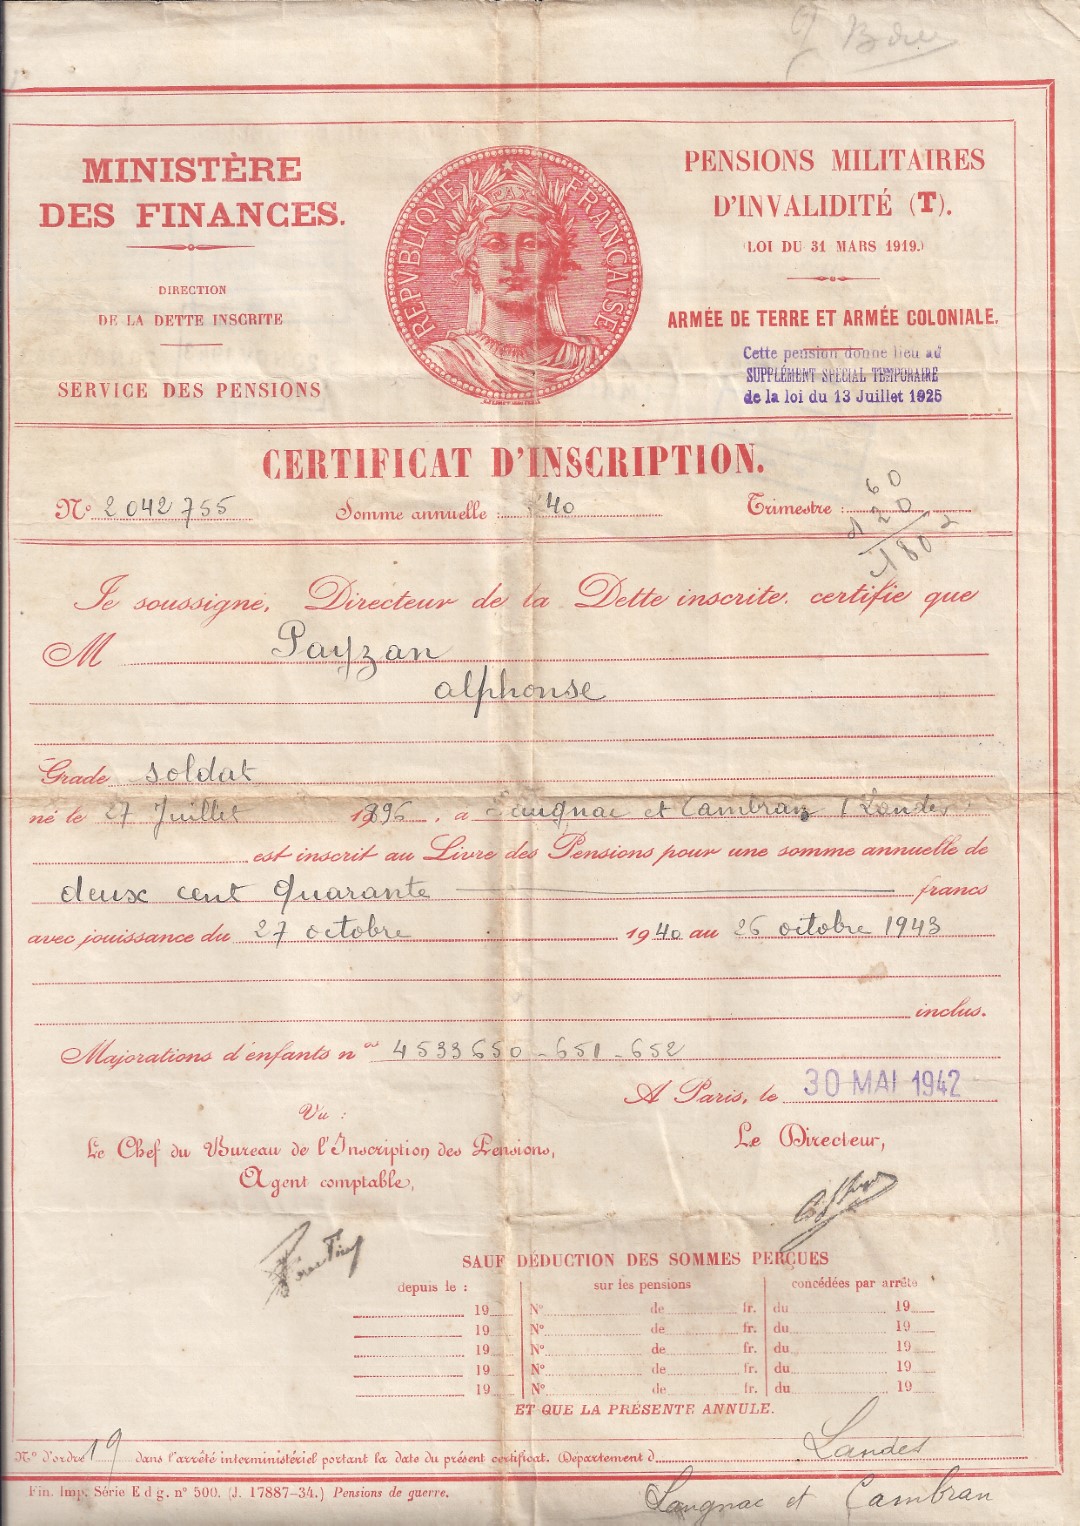 MINISTÈRE
DES FINANCES.
DIRECTION
DE LA DETTE INSCRITE
SERVICE DES PENSIONS
REPVBLIQVE FRANÇAISE
PAX
PENSIONS MILITAIRES
D'INVALIDITÉ (T).
(LOI DU 31 MARS 1919.)
ARMÉE DE TERRE ET ARMÉE COLONIALE.
Cette pension donne lieu au
SUPPLÉMENT SPÉCIAL TEMPORAIRE
de la loi du 13 Juillet 1925
CERTIFICAT D'INSCRIPTION.
N° 2 042 755 Somme annuelle : 40 Trimestre :
60
120
180
Je soussigné, Directeur de la Dette inscrite, certifie que
M Payzan
alphonse
Grade soldat
né le 27 Juillet 1896, à Saugnac et Cambran (Landes)
est inscrit au Livre des Pensions pour une somme annuelle de
deux cent quarante francs
avec jouissance du 27 octobre 1940 au 26 octobre 1943
inclus.
Majorations d'enfants nos 4533650 - 651 - 652
A Paris, le 30 MAI 1942
Vu :
Le Chef du Bureau de l'Inscription des Pensions,
Agent comptable,
Le Directeur,
SAUF DÉDUCTION DES SOMMES PERÇUES
depuis le : sur les pensions concédées par arrêté
19 N° de fr. du 19
19 N° de fr. du 19
19 N° de fr. du 19
19 N° de fr. du 19
19 N° de fr. du 19
ET QUE LA PRÉSENTE ANNULE.
N° d'ordre 19 dans l'arrêté interministériel portant la date du présent certificat. Département d Landes
Fin. Imp. Série E d g. n° 500. (J. 17887-34.) Pensions de guerre.
Saugnac et Cambran